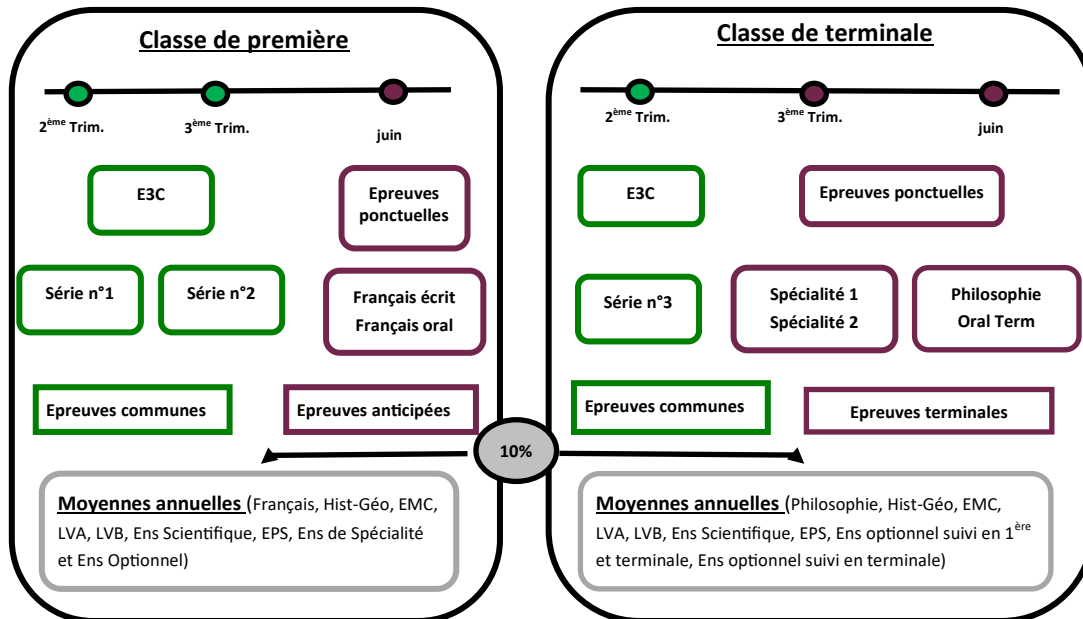 Classe de première
2ème Trim.
3ème Trim.
juin
E3C
Epreuves
ponctuelles
Série n°1
Série n°2
Français écrit
Français oral
Epreuves communes
Epreuves anticipées
Moyennes annuelles (Français, Hist-Géo, EMC,
LVA, LVB, Ens Scientifique, EPS, Ens de Spécialité
et Ens Optionnel)
10%
Classe de terminale
2ème Trim.
3ème Trim.
juin
E3C
Epreuves ponctuelles
Série n°3
Spécialité 1
Spécialité 2
Philosophie
Oral Term
Epreuves communes
Epreuves terminales
Moyennes annuelles (Philosophie, Hist-Géo, EMC,
LVA, LVB, Ens Scientifique, EPS, Ens optionnel suivi en 1ère
et terminale, Ens optionnel suivi en terminale)